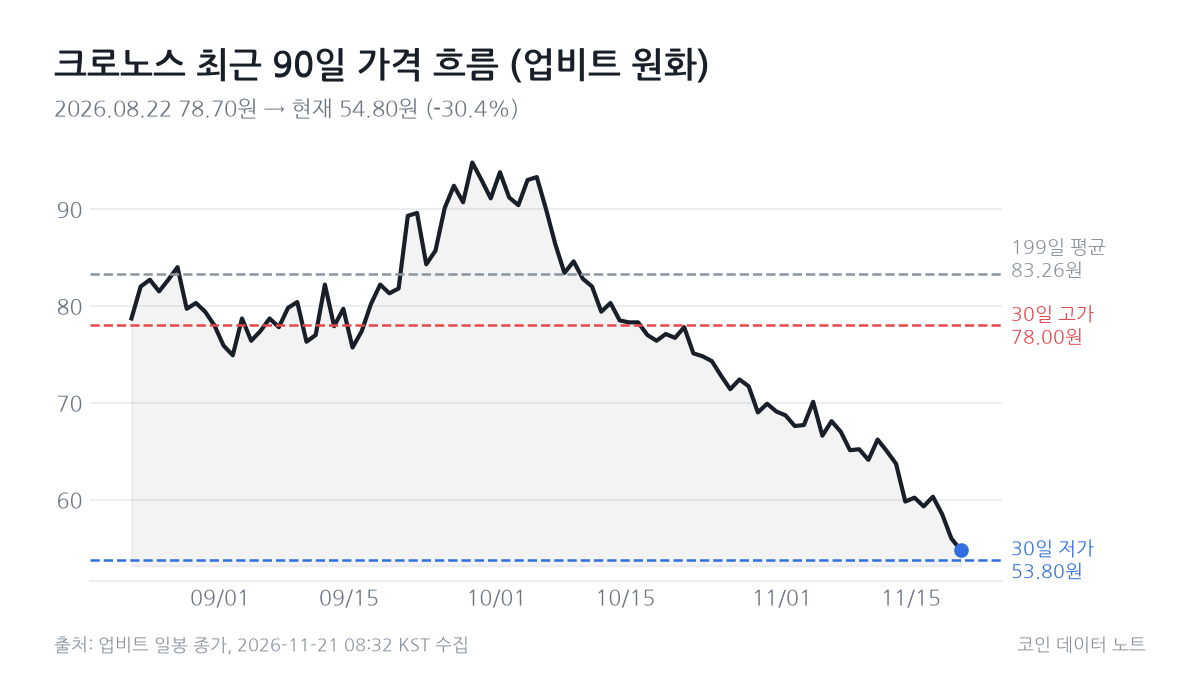 크로노스 최근 90일 가격 흐름 (업비트 원화)
2026.08.22 78.70원 → 현재 54.80원 (-30.4%)
90
80
70
60
199일 평균
83.26원
30일 고가
78.00원
30일 저가
53.80원
09/01 09/15 10/01 10/15 11/01 11/15
출처: 업비트 일봉 종가, 2026-11-21 08:32 KST 수집
코인 데이터 노트